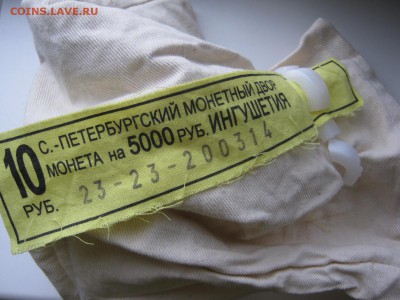 COINS.LAVE.RU
10 РУБ.
С.-ПЕТЕРБУРГСКИЙ МОНЕТНЫЙ ДВОР
МОНЕТА на 5000 РУБ. ИНГУШЕТИЯ
23-23-200314